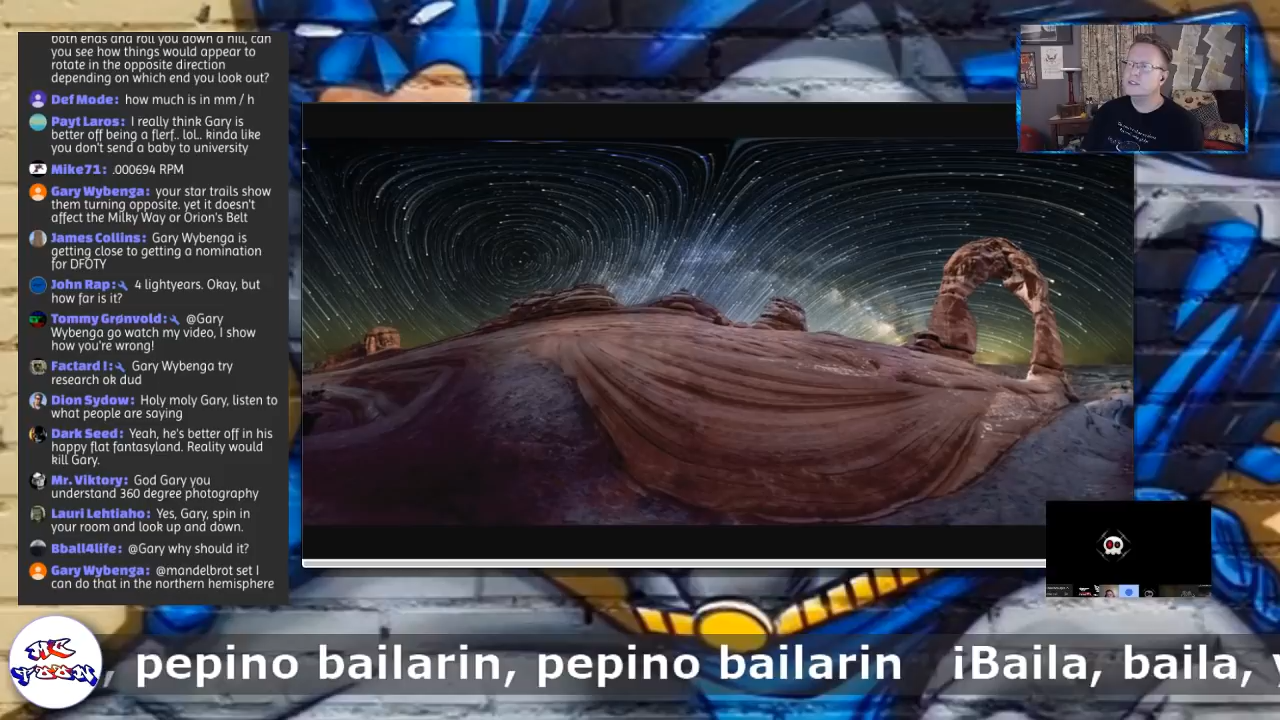 both ends and roll you down a hill, can
you see how things would appear to
rotate in the opposite direction
depending on which end you look out?
Def Mode: how much is in mm / h
Payt Laros: I really think Gary is
better off being a flerf.. lol.. kinda like
you don't send a baby to university
Mike71: .000694 RPM
Gary Wybenga: your star trails show
them turning opposite. yet it doesn't
affect the Milky Way or Orion's Belt
James Collins: Gary Wybenga is
getting close to getting a nomination
for DFOTY
John Rap: 4 lightyears. Okay, but
how far is it?
Tommy Grønvold: @Gary
Wybenga go watch my video, I show
how you're wrong!
Factard !: Gary Wybenga try
research ok dud
Dion Sydow: Holy moly Gary, listen to
what people are saying
Dark Seed: Yeah, he's better off in his
happy flat fantasyland. Reality would
kill Gary.
Mr. Viktory: God Gary you
understand 360 degree photography
Lauri Lehtiaho: Yes, Gary, spin in
your room and look up and down.
Bball4life: @Gary why should it?
Gary Wybenga: @mandelbrot set I
can do that in the northern hemisphere
MC TOON
, pepino bailarin, pepino bailarin ¡Baila, baila, y